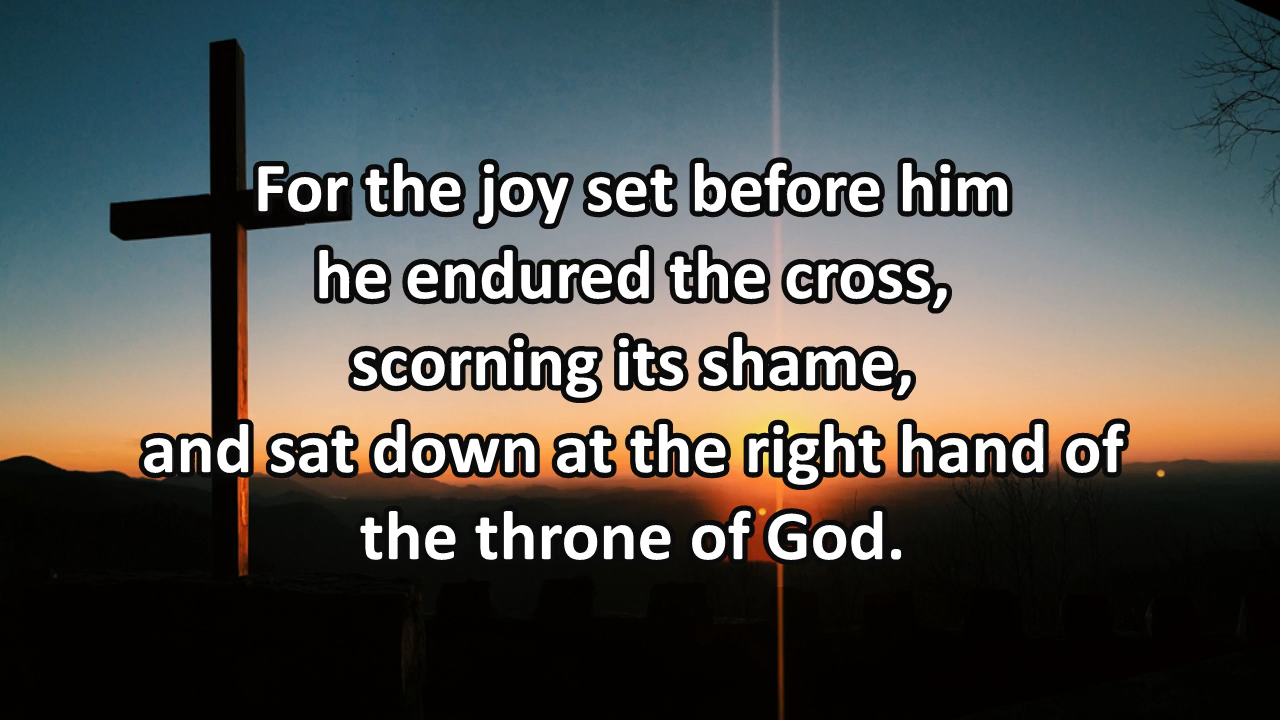 For the joy set before him
he endured the cross,
scorning its shame,
and sat down at the right hand of
the throne of God.